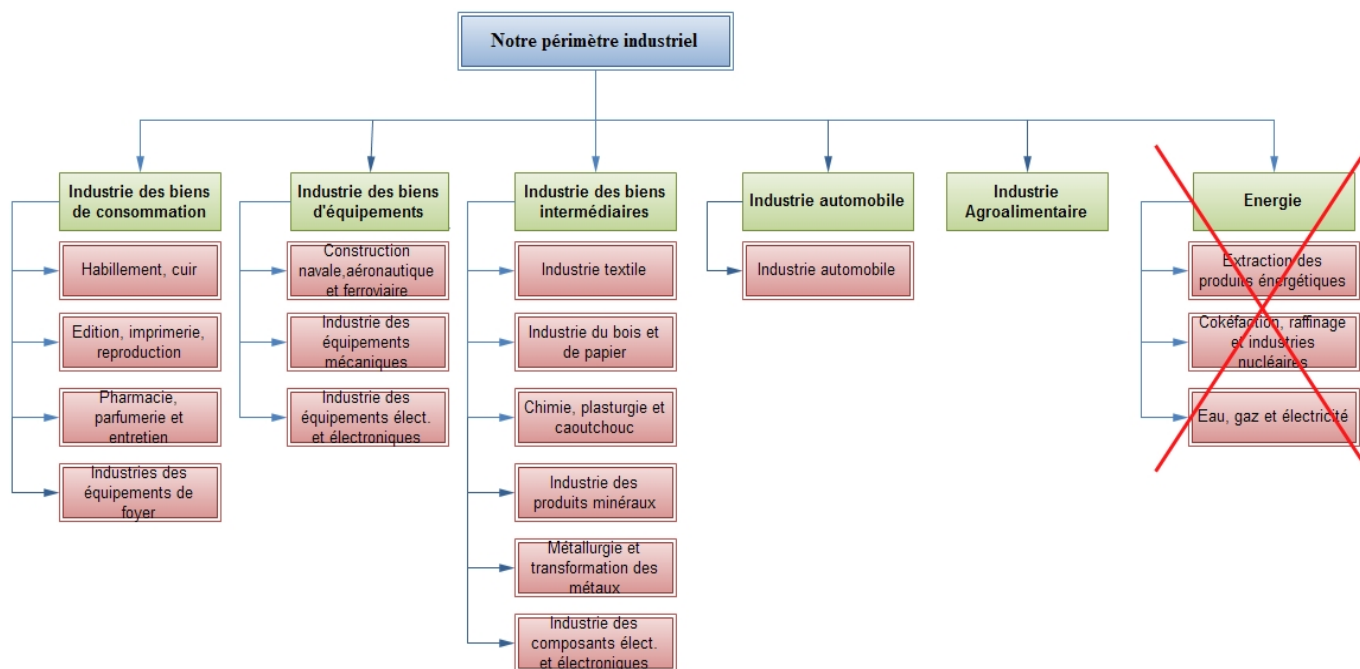 Notre périmètre industriel
Industrie des biens
de consommation
Habillement, cuir
Edition, imprimerie,
reproduction
Pharmacie,
parfumerie et
entretien
Industries des
équipements de
foyer
Industrie des biens
d'équipements
Construction
navale,aéronautique
et ferroviaire
Industrie des
équipements
mécaniques
Industrie des
équipements élect.
et électroniques
Industrie des biens
intermédiaires
Industrie textile
Industrie du bois et
de papier
Chimie, plasturgie et
caoutchouc
Industrie des
produits minéraux
Métallurgie et
transformation des
métaux
Industrie des
composants élect.
et électroniques
Industrie automobile
Industrie automobile
Industrie
Agroalimentaire
Energie
Extraction des
produits énergétiques
Cokéfaction, raffinage
et industries
nucléaires
Eau, gaz et électricité